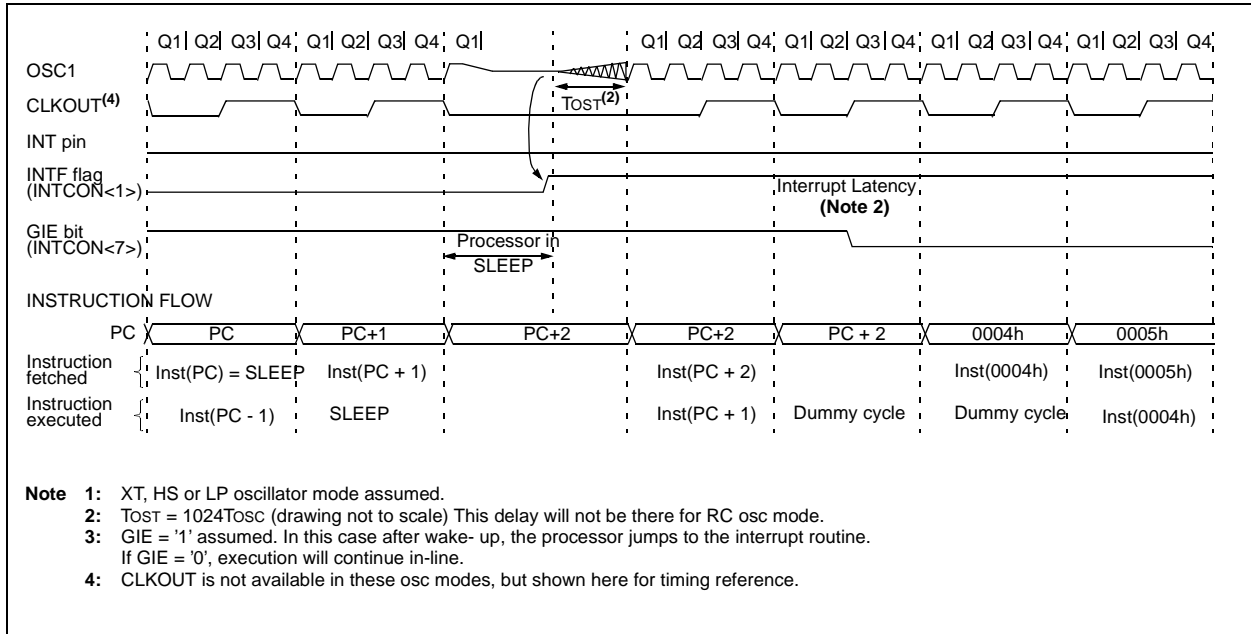 Q1 Q2 Q3 Q4 Q1 Q2 Q3 Q4 Q1 Q1 Q2 Q3 Q4 Q1 Q2 Q3 Q4 Q1 Q2 Q3 Q4 Q1 Q2 Q3 Q4
OSC1
CLKOUT(4)
TOST(2)
INT pin
INTF flag
(INTCON<1>)
Interrupt Latency
(Note 2)
GIE bit
(INTCON<7>)
Processor in
SLEEP
INSTRUCTION FLOW
PC PC PC+1 PC+2 PC+2 PC + 2 0004h 0005h
Instruction
fetched
Inst(PC) = SLEEP Inst(PC + 1) Inst(PC + 2) Inst(0004h) Inst(0005h)
Instruction
executed
Inst(PC - 1) SLEEP Inst(PC + 1) Dummy cycle Dummy cycle Inst(0004h)
Note 1: XT, HS or LP oscillator mode assumed.
2: TOST = 1024TOSC (drawing not to scale) This delay will not be there for RC osc mode.
3: GIE = '1' assumed. In this case after wake- up, the processor jumps to the interrupt routine.
If GIE = '0', execution will continue in-line.
4: CLKOUT is not available in these osc modes, but shown here for timing reference.